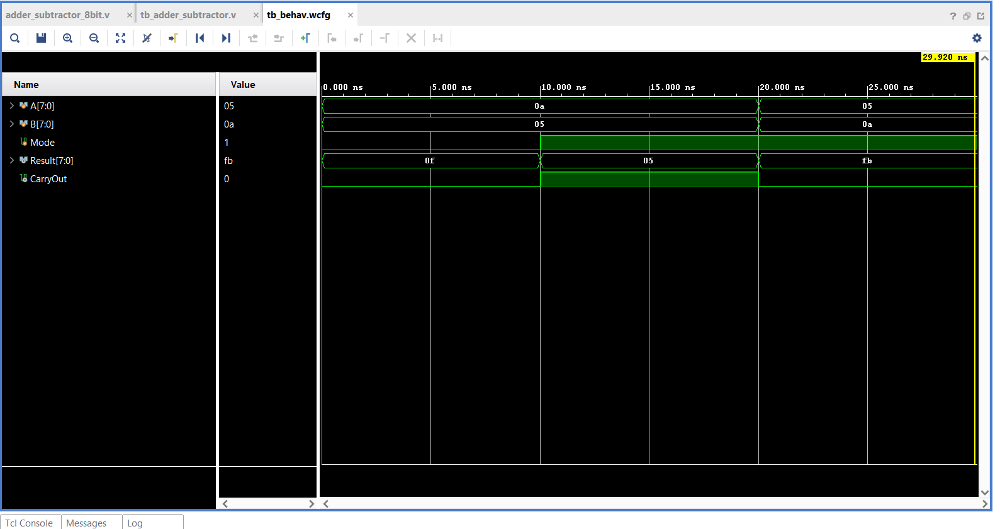 adder_subtractor_8bit.v × tb_adder_subtractor.v × tb_behav.wcfg ×
?
29.920 ns
Name Value
0.000 ns 5.000 ns 10.000 ns 15.000 ns 20.000 ns 25.000 ns
A[7:0] 05 0a 05
B[7:0] 0a 05 0a
Mode 1
Result[7:0] fb 0f 05 fb
CarryOut 0
Tcl Console Messages Log